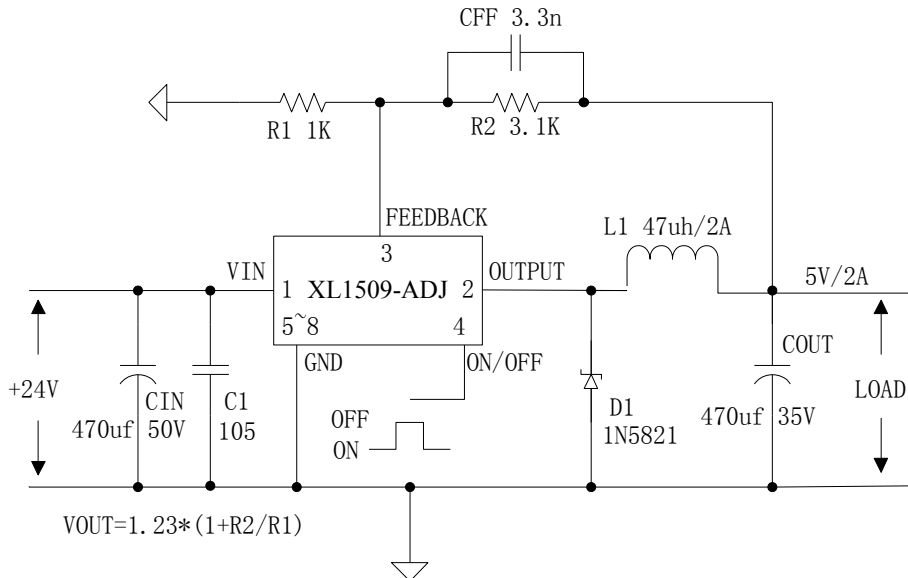 CFF 3.3n
R1 1K
R2 3.1K
FEEDBACK
3
L1 47uh/2A
VIN
OUTPUT
5V/2A
1 XL1509-ADJ 2
5~8
4
GND
ON/OFF
COUT
+24V
CIN
C1
470uf 50V
105
OFF
ON
D1
1N5821
470uf 35V
LOAD
VOUT=1.23*(1+R2/R1)